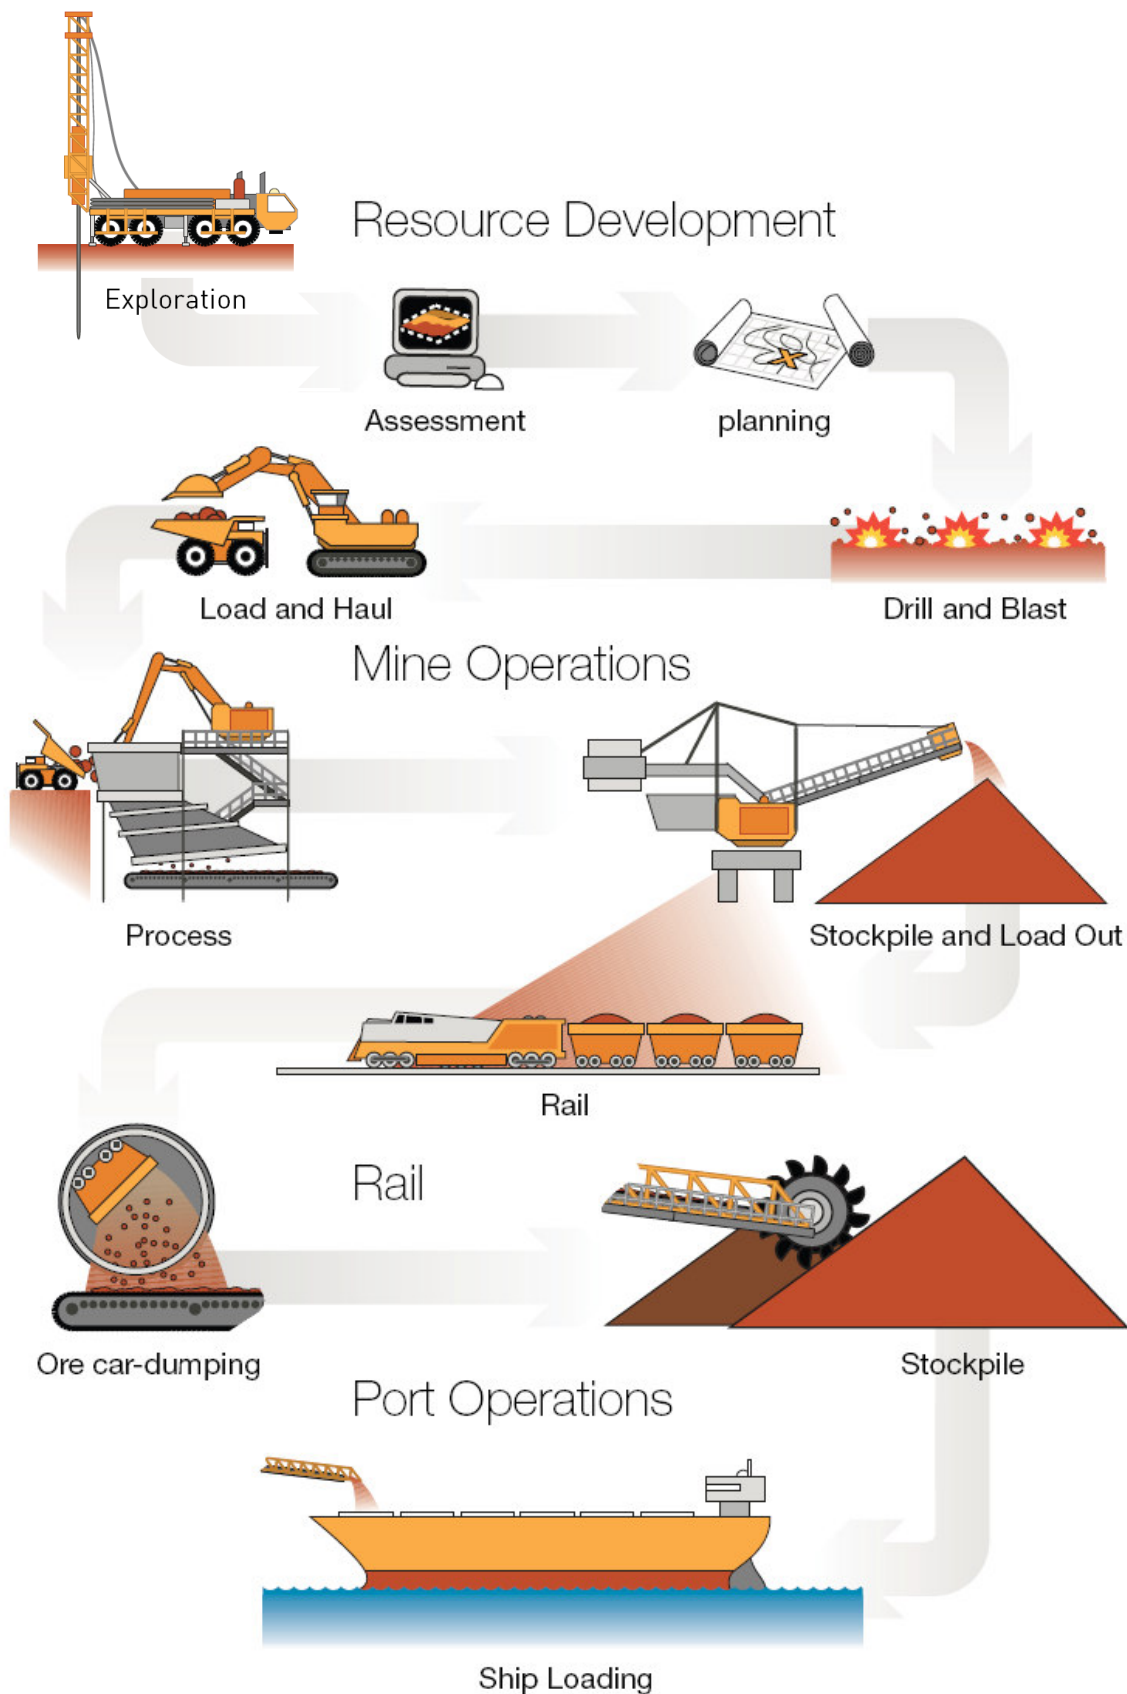 Resource Development
Exploration
Assessment
planning
Load and Haul
Drill and Blast
Mine Operations
Process
Stockpile and Load Out
Rail
Rail
Ore car-dumping
Stockpile
Port Operations
Ship Loading